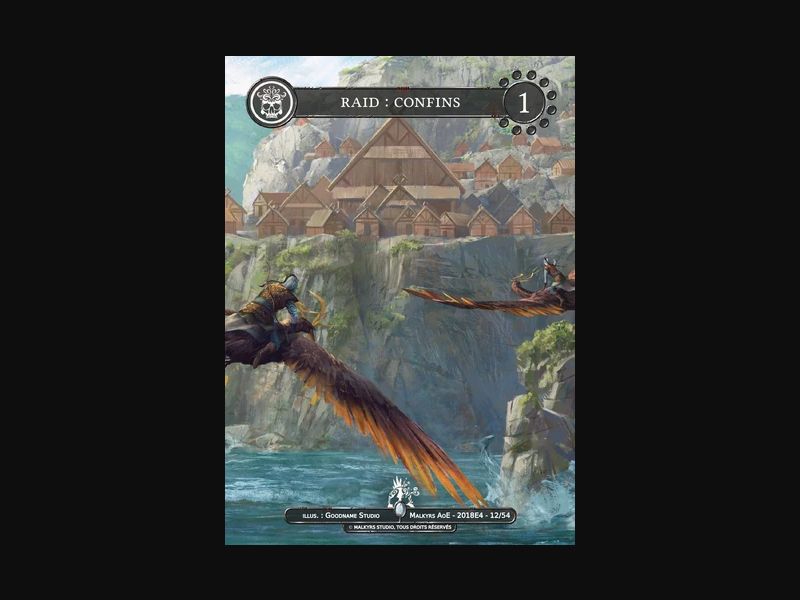 RAID : CONFINS
1
ILLUS. : GOODNAME STUDIO
MALKYRS AOE - 2018E4 - 12/54
© MALKYRS STUDIO, TOUS DROITS RÉSERVÉS